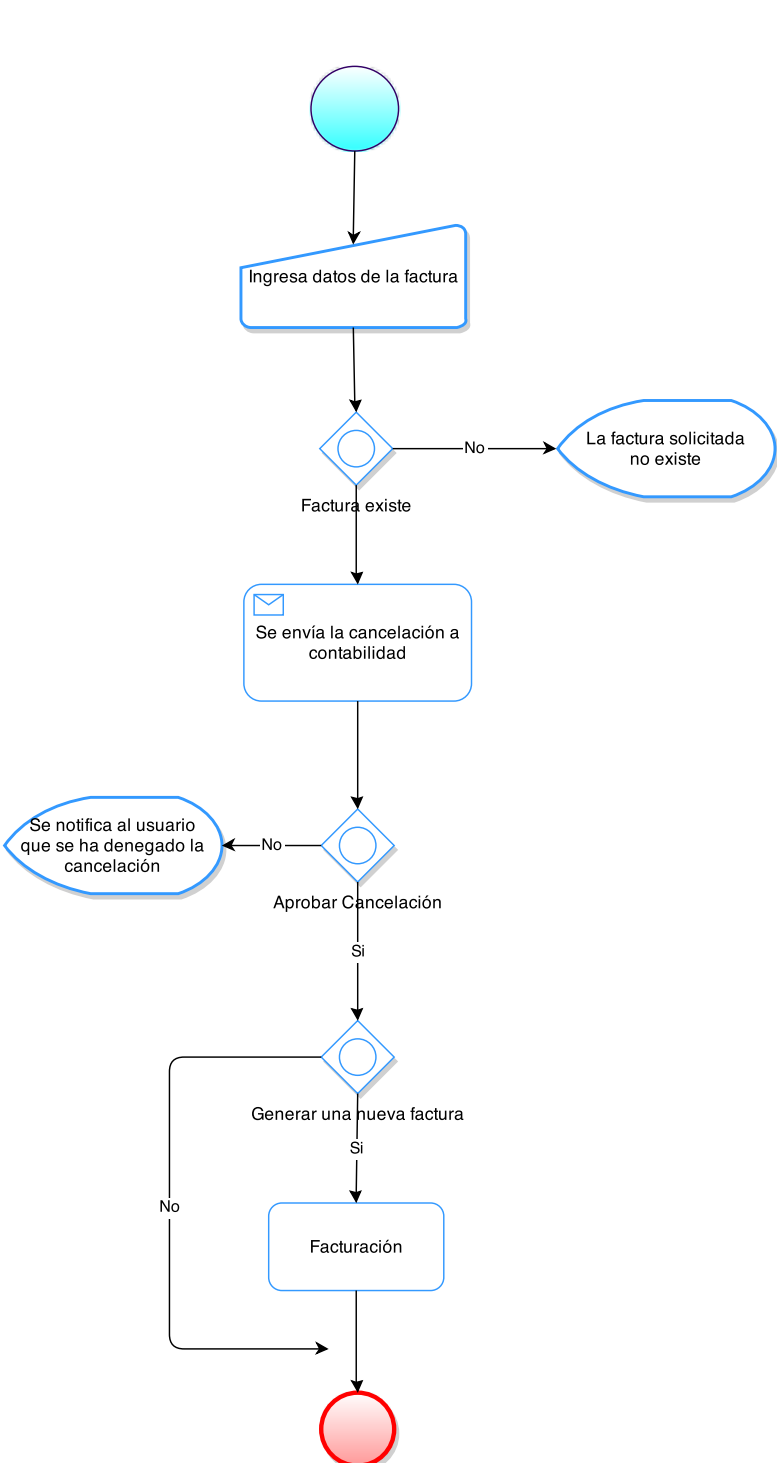 Ingresa datos de la factura
No
La factura solicitada
no existe
Factura existe
Se envía la cancelación a
contabilidad
Se notifica al usuario
que se ha denegado la
cancelación
No
Aprobar Cancelación
Si
Generar una nueva factura
Si
No
Facturación